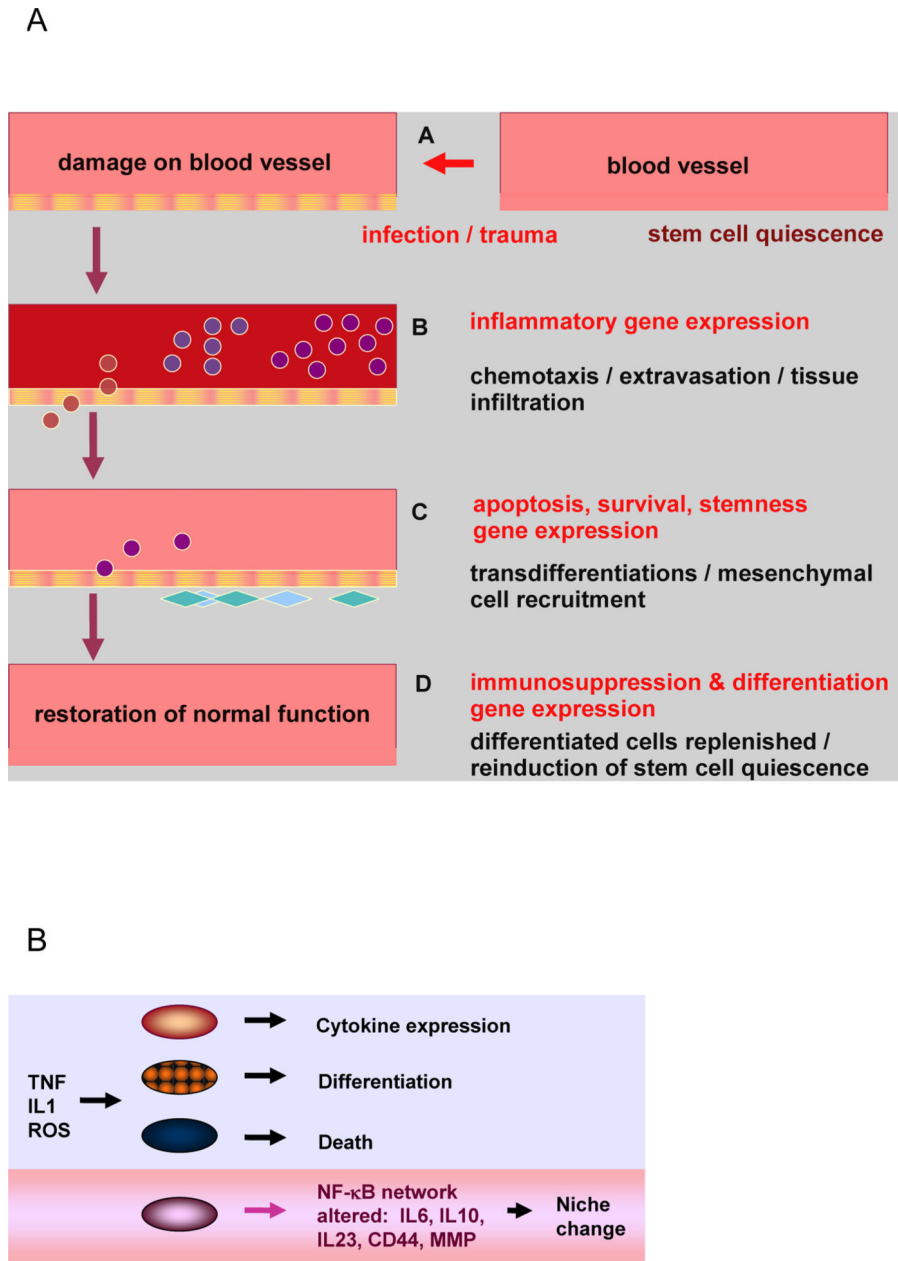 A
damage on blood vessel
A
blood vessel
infection / trauma
stem cell quiescence
B
inflammatory gene expression
chemotaxis / extravasation / tissue
infiltration
C
apoptosis, survival, stemness
gene expression
transdifferentiations / mesenchymal
cell recruitment
restoration of normal function
D
immunosuppression & differentiation
gene expression
differentiated cells replenished /
reinduction of stem cell quiescence
B
TNF
IL1
ROS
Cytokine expression
Differentiation
Death
NF-κB network
altered: IL6, IL10,
IL23, CD44, MMP
Niche
change